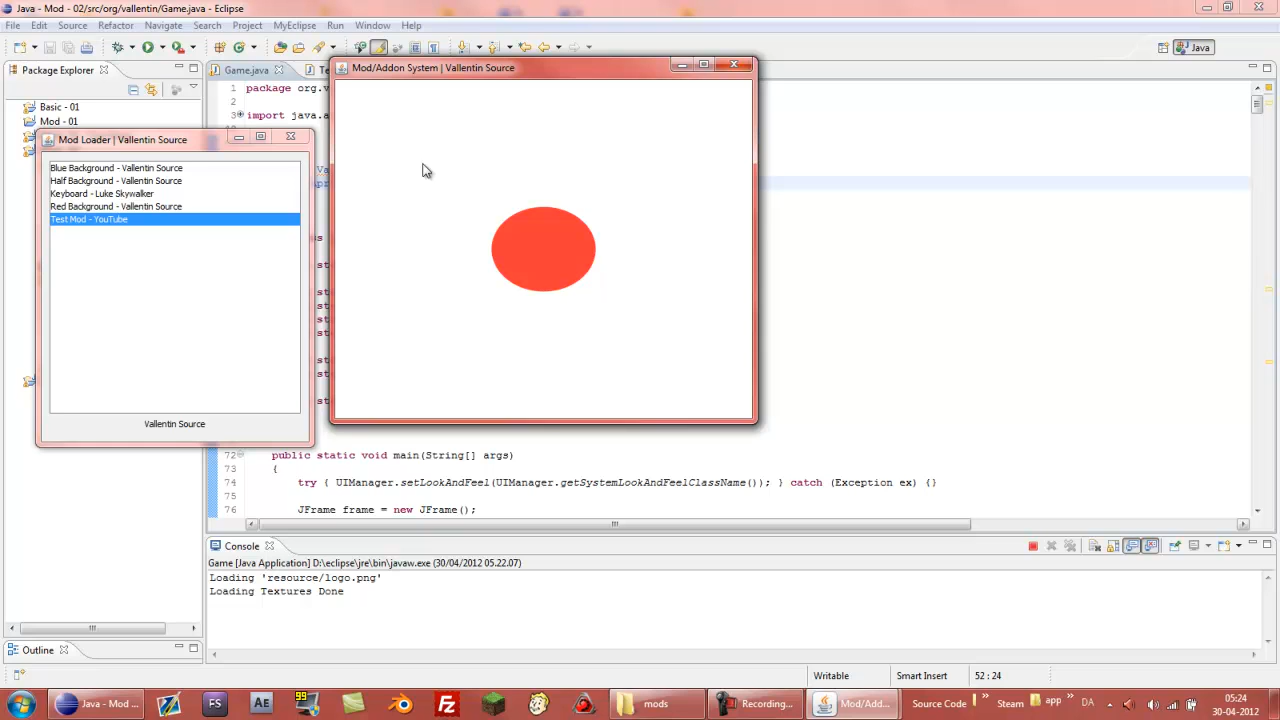 Java - Mod - 02/src/org/vallentin/Game.java - Eclipse
File Edit Source Refactor Navigate Search Project MyEclipse Run Window Help
Java
Package Explorer
Game.java
Mod/Addon System | Vallentin Source
Basic - 01
Mod - 01
Mod Loader | Vallentin Source
Blue Background - Vallentin Source
Half Background - Vallentin Source
Keyboard - Luke Skywalker
Red Background - Vallentin Source
Test Mod - YouTube
Vallentin Source
1 package org.v
2
3 import java.a
72 public static void main(String[] args)
73 {
74 try { UIManager.setLookAndFeel(UIManager.getSystemLookAndFeelClassName()); } catch (Exception ex) {}
75
76 JFrame frame = new JFrame();
Console
Game [Java Application] D:\eclipse\jre\bin\javaw.exe (30/04/2012 05.22.07)
Loading 'resource/logo.png'
Loading Textures Done
Outline
Writable Smart Insert 52 : 24
Java - Mod ... FS AE 99 mods Recording... Mod/Add... Source Code Steam app DA 05:24
30-04-2012